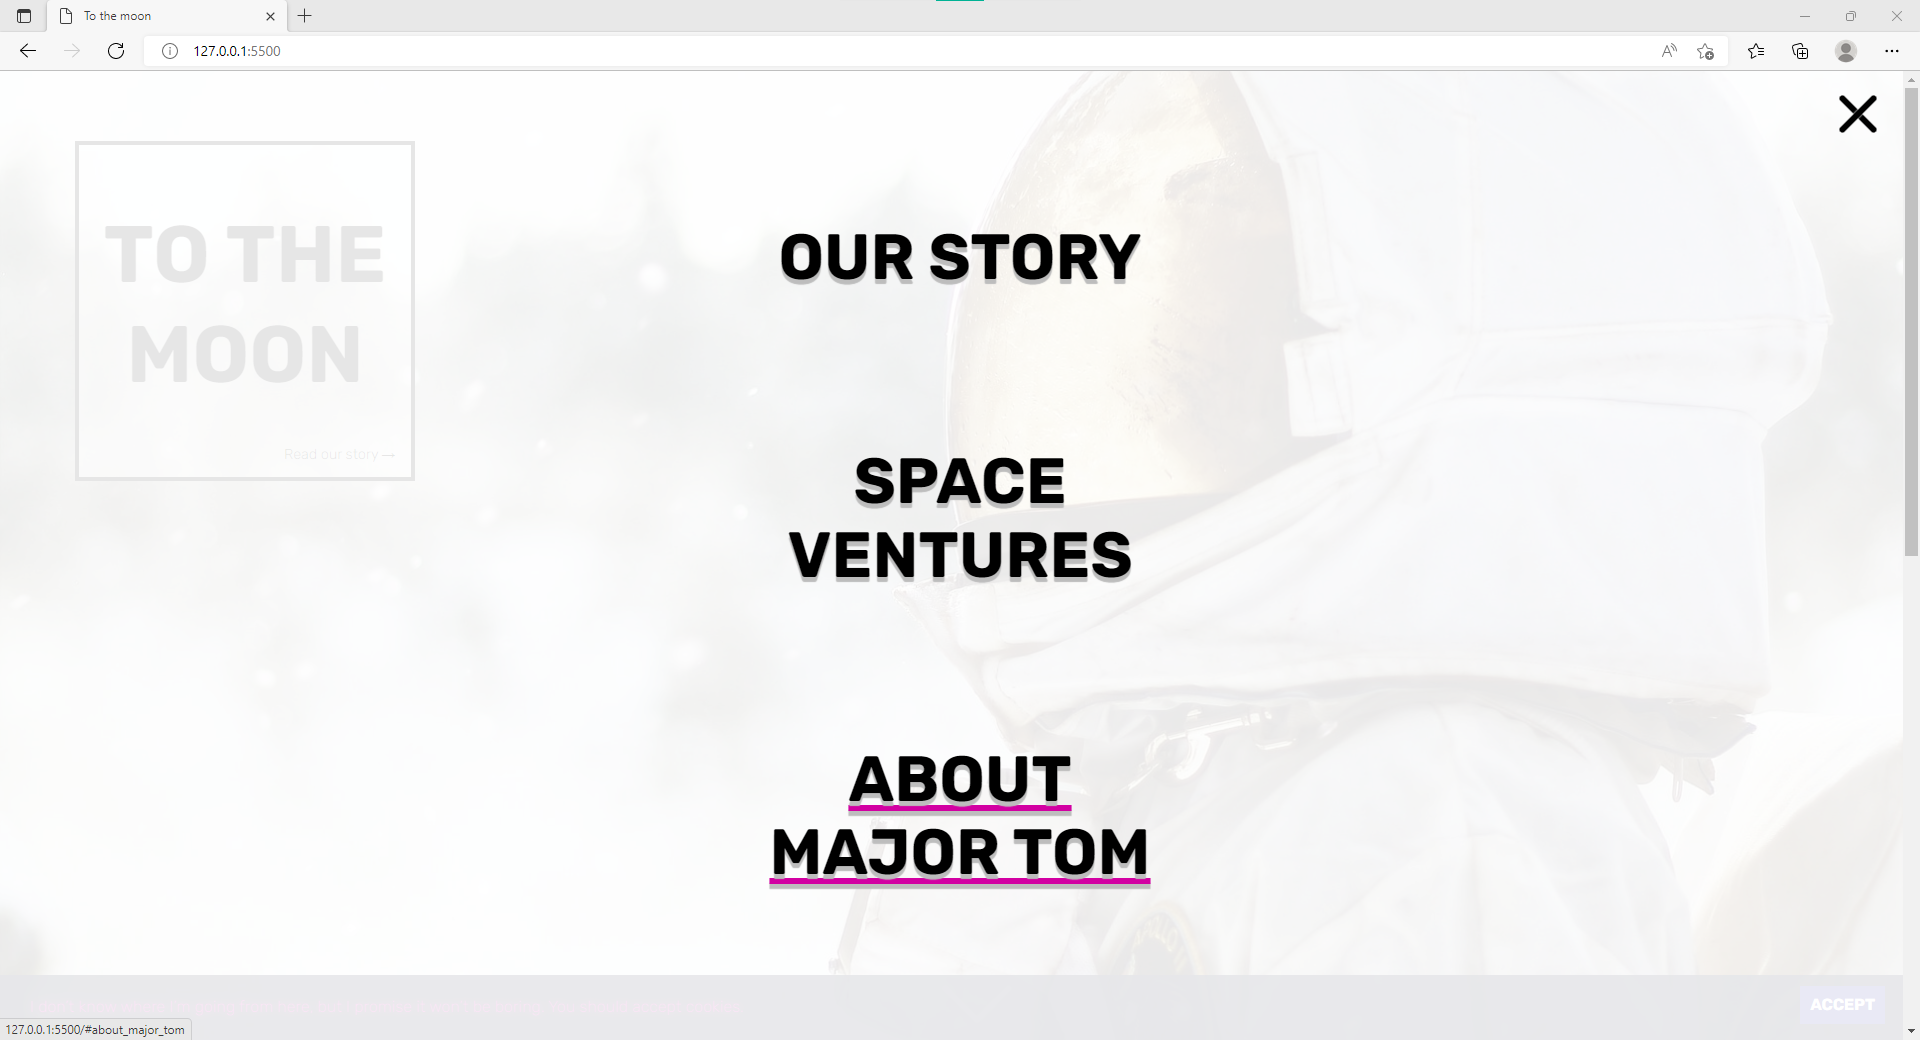 To the moon
127.0.0.1:5500
TO THE
MOON
Read our story →
OUR STORY
SPACE
VENTURES
ABOUT
MAJOR TOM
ACCEPT
127.0.0.1:5500/#about_major_tom